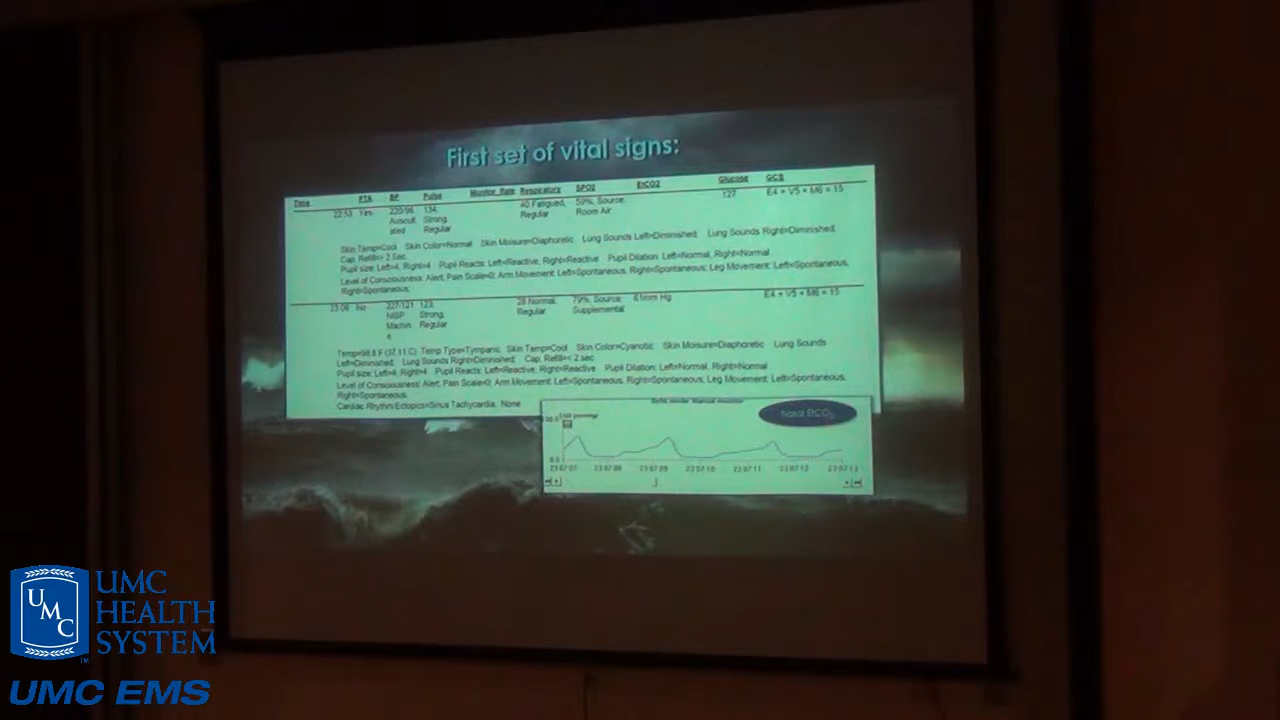 First set of vital signs:
Time PTA BP Pulse Monitor Rate Respiratory SPO2 EtCO2 Glucose GCS
22:53 Yes 220/96 134, 40 Fatigued, 59%, Source: 127 E4 + V5 + M6 = 15
Auscult Strong, Regular Room Air
ated Regular
Skin Temp=Cool Skin Color=Normal Skin Moisure=Diaphoretic Lung Sounds Left=Diminished; Lung Sounds Right=Diminished;
Cap. Refill=< 2 Sec.
Pupil size: Left=4, Right=4 Pupil Reacts: Left=Reactive, Right=Reactive Pupil Dilation: Left=Normal, Right=Normal
Level of Consciousness: Alert, Pain Scale=0; Arm Movement: Left=Spontaneous, Right=Spontaneous; Leg Movement: Left=Spontaneous,
Right=Spontaneous;
23:06 No 227/121 123, 28 Normal, 79%, Source: 61mm Hg E4 + V5 + M6 = 15
NIBP Strong, Regular Supplemental
Machin Regular
e
Temp=98.8 F (37.11 C) Temp Type=Tympanic Skin Temp=Cool Skin Color=Cyanotic Skin Moisure=Diaphoretic Lung Sounds
Left=Diminished; Lung Sounds Right=Diminished; Cap. Refill=< 2 sec
Pupil size: Left=4, Right=4 Pupil Reacts: Left=Reactive, Right=Reactive Pupil Dilation: Left=Normal, Right=Normal
Level of Consciousness: Alert, Pain Scale=0; Arm Movement: Left=Spontaneous, Right=Spontaneous; Leg Movement: Left=Spontaneous,
Right=Spontaneous;
Cardiac Rhythm Ectopics=Sinus Tachycardia, None
Nasal EtCO2
23:07:07 23:07:08 23:07:09 23:07:10 23:07:11 23:07:12 23:07:13
UMC
UMC
HEALTH
SYSTEM
TM
UMC EMS